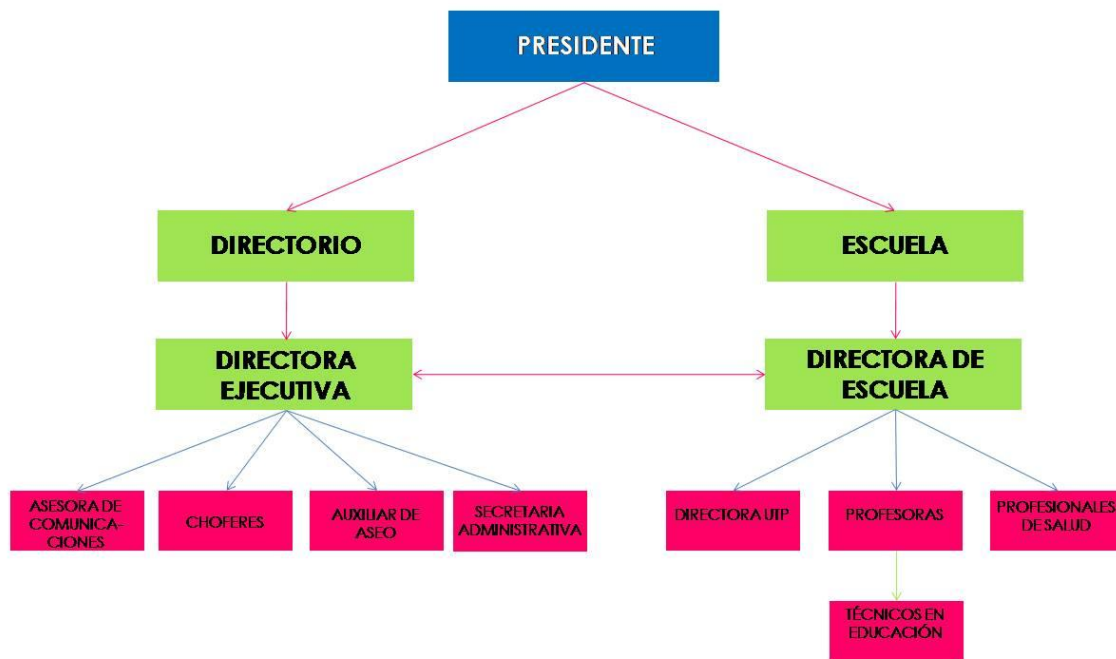 PRESIDENTE
DIRECTORIO
ESCUELA
DIRECTORA
EJECUTIVA
DIRECTORA DE
ESCUELA
ASESORA DE
COMUNICA-
CIONES
CHOFERES
AUXILIAR DE
ASEO
SECRETARIA
ADMINISTRATIVA
DIRECTORA UTP
PROFESORAS
PROFESIONALES
DE SALUD
TÉCNICOS EN
EDUCACIÓN